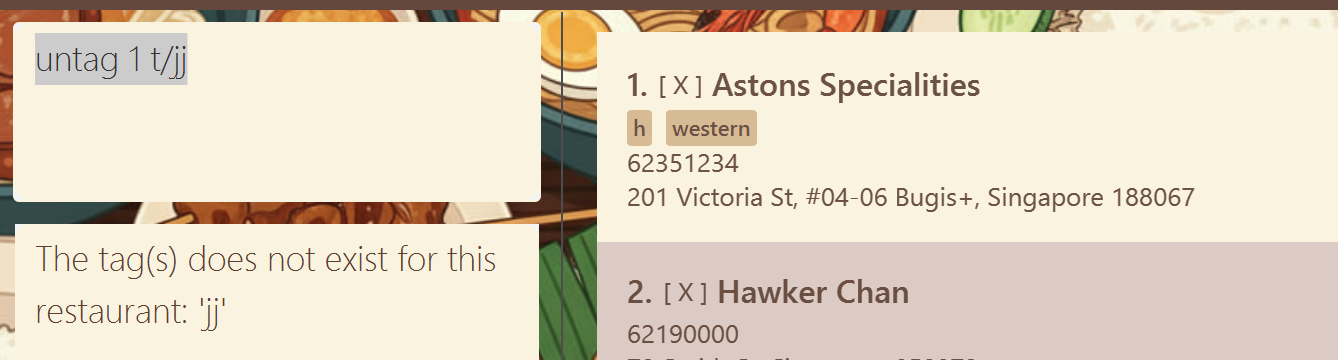 untag 1 t/jj
The tag(s) does not exist for this
restaurant: 'jj'
1. [ X ] Astons Specialities
h western
62351234
201 Victoria St, #04-06 Bugis+, Singapore 188067
2. [ X ] Hawker Chan
62190000